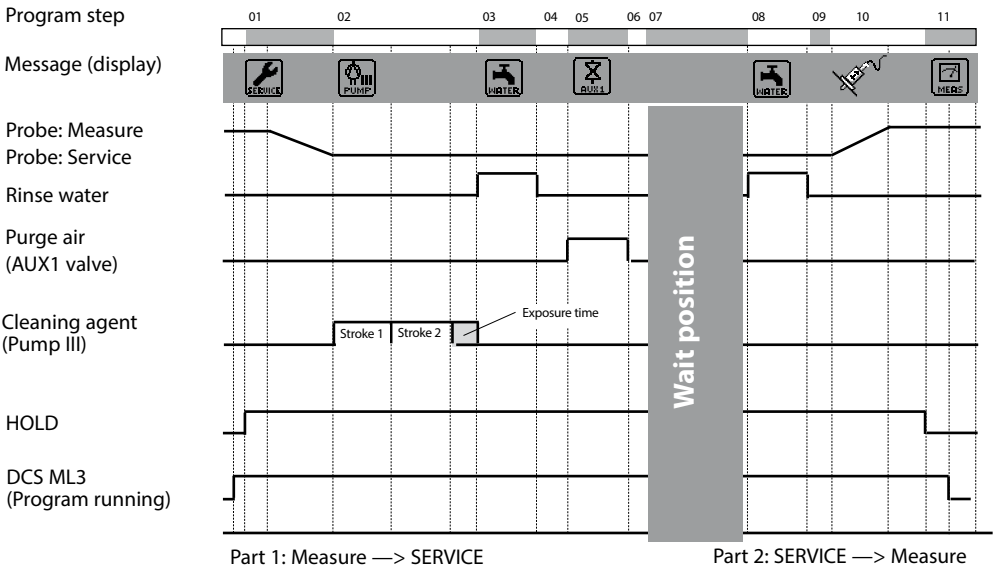 Program step 01 02 03 04 05 06 07 08 09 10 11
Message (display) SERVICE PUMP WATER AUX1 WATER MEAS
Probe: Measure
Probe: Service
Rinse water
Purge air
(AUX1 valve)
Cleaning agent
(Pump III)
Stroke 1 Stroke 2 Exposure time
Wait position
HOLD
DCS ML3
(Program running)
Part 1: Measure —> SERVICE Part 2: SERVICE —> Measure